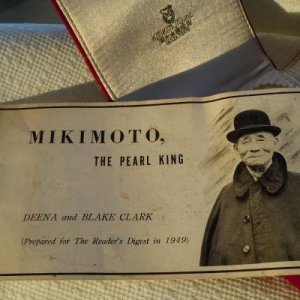 MIKIMOTO,
THE PEARL KING
DEENA and BLAKE CLARK
(Prepared for The Reader's Digest in 1949)